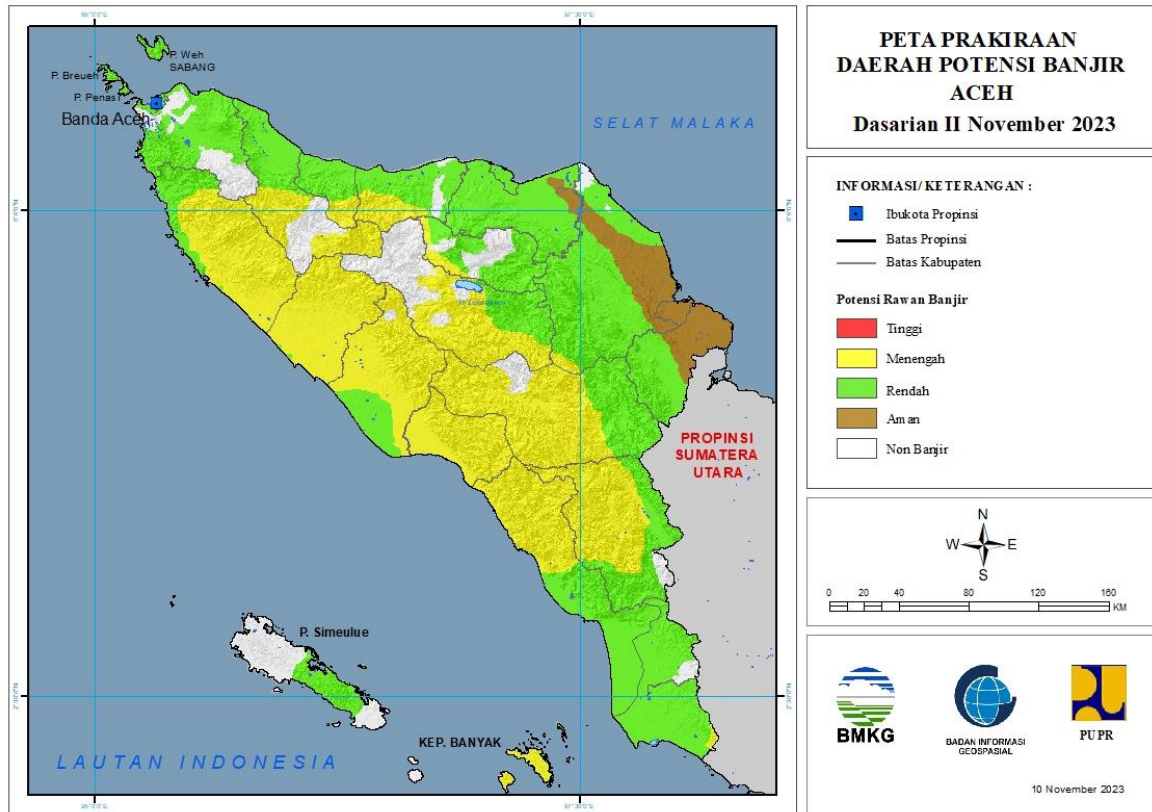 PETA PRAKIRAAN
DAERAH POTENSI BANJIR
ACEH
Dasarian II November 2023
INFORMASI/ KETERANGAN :
Ibukota Propinsi
Batas Propinsi
Batas Kabupaten
Potensi Rawan Banjir
Tinggi
Menengah
Rendah
Aman
Non Banjir
N
W E
S
0 20 40 80 120 160
KM
BMKG
BADAN INFORMASI
GEOSPASIAL
PUPR
10 November 2023
P. Weh
SABANG
P. Breueh
Banda Aceh
SELAT MALAKA
PROPINSI
SUMATERA
UTARA
P. Simeulue
KEP. BANYAK
LAUTAN INDONESIA